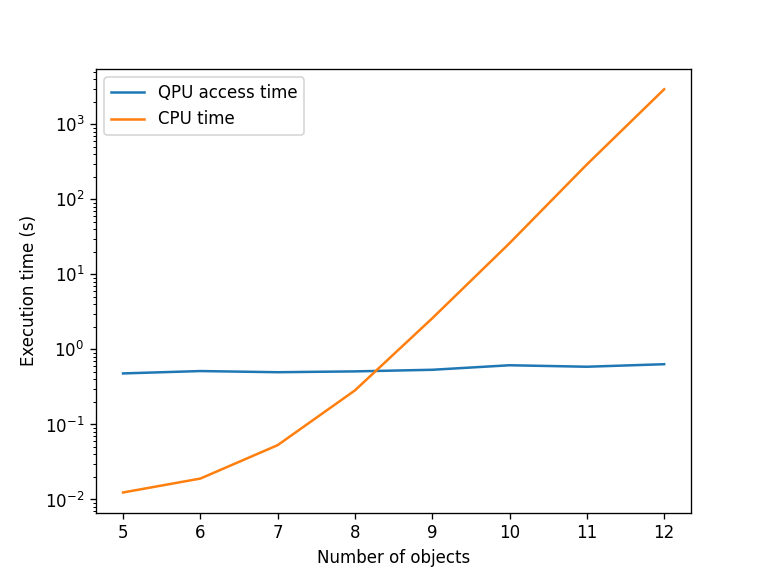 QPU access time
CPU time
10³
10²
10¹
10⁰
10⁻¹
10⁻²
Execution time (s)
5 6 7 8 9 10 11 12
Number of objects